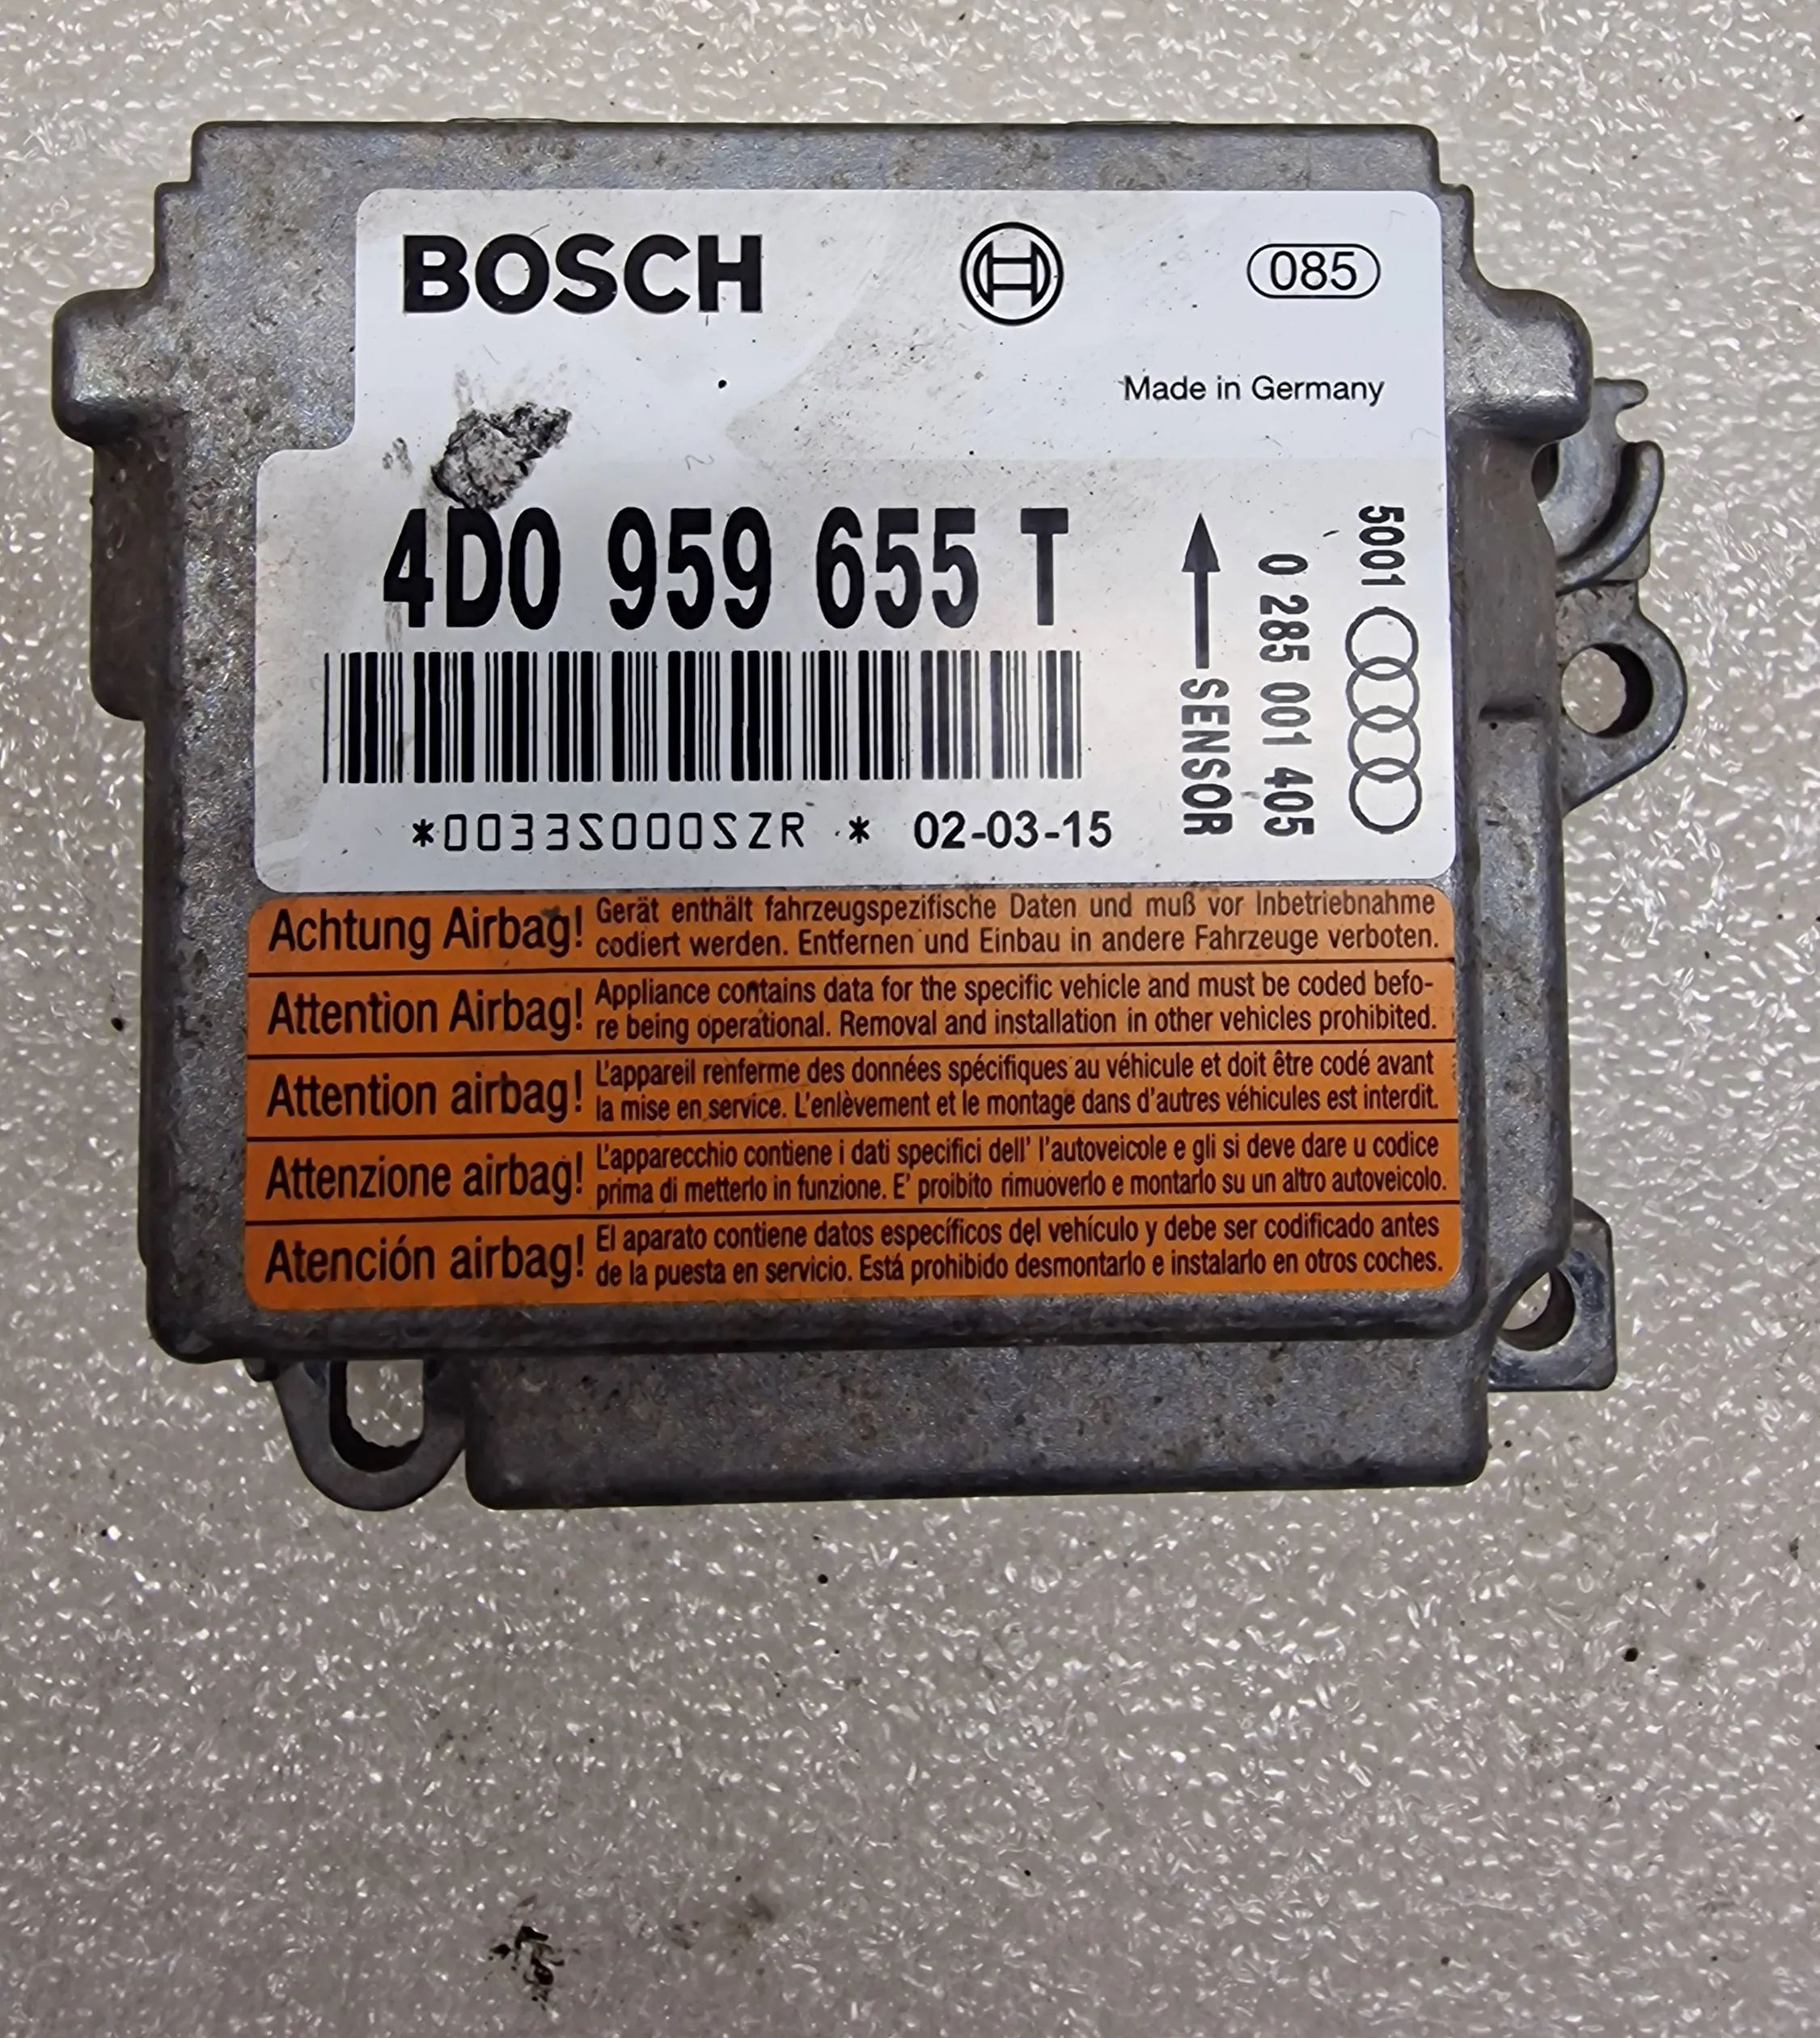 BOSCH
085
Made in Germany
4D0 959 655 T
*0033S000SZR * 02-03-15
SENSOR
0 285 001 405
5001
Achtung Airbag! Gerät enthält fahrzeugspezifische Daten und muß vor Inbetriebnahme
codiert werden. Entfernen und Einbau in andere Fahrzeuge verboten.
Attention Airbag! Appliance contains data for the specific vehicle and must be coded befo-
re being operational. Removal and installation in other vehicles prohibited.
Attention airbag! L'appareil renferme des données spécifiques au véhicule et doit être codé avant
la mise en service. L'enlèvement et le montage dans d'autres véhicules est interdit.
Attenzione airbag! L'apparecchio contiene i dati specifici dell' l'autoveicole e gli si deve dare u codice
prima di metterlo in funzione. E' proibito rimuoverlo e montarlo su un altro autoveicolo.
Atención airbag! El aparato contiene datos específicos del vehículo y debe ser codificado antes
de la puesta en servicio. Está prohibido desmontarlo e instalarlo en otros coches.